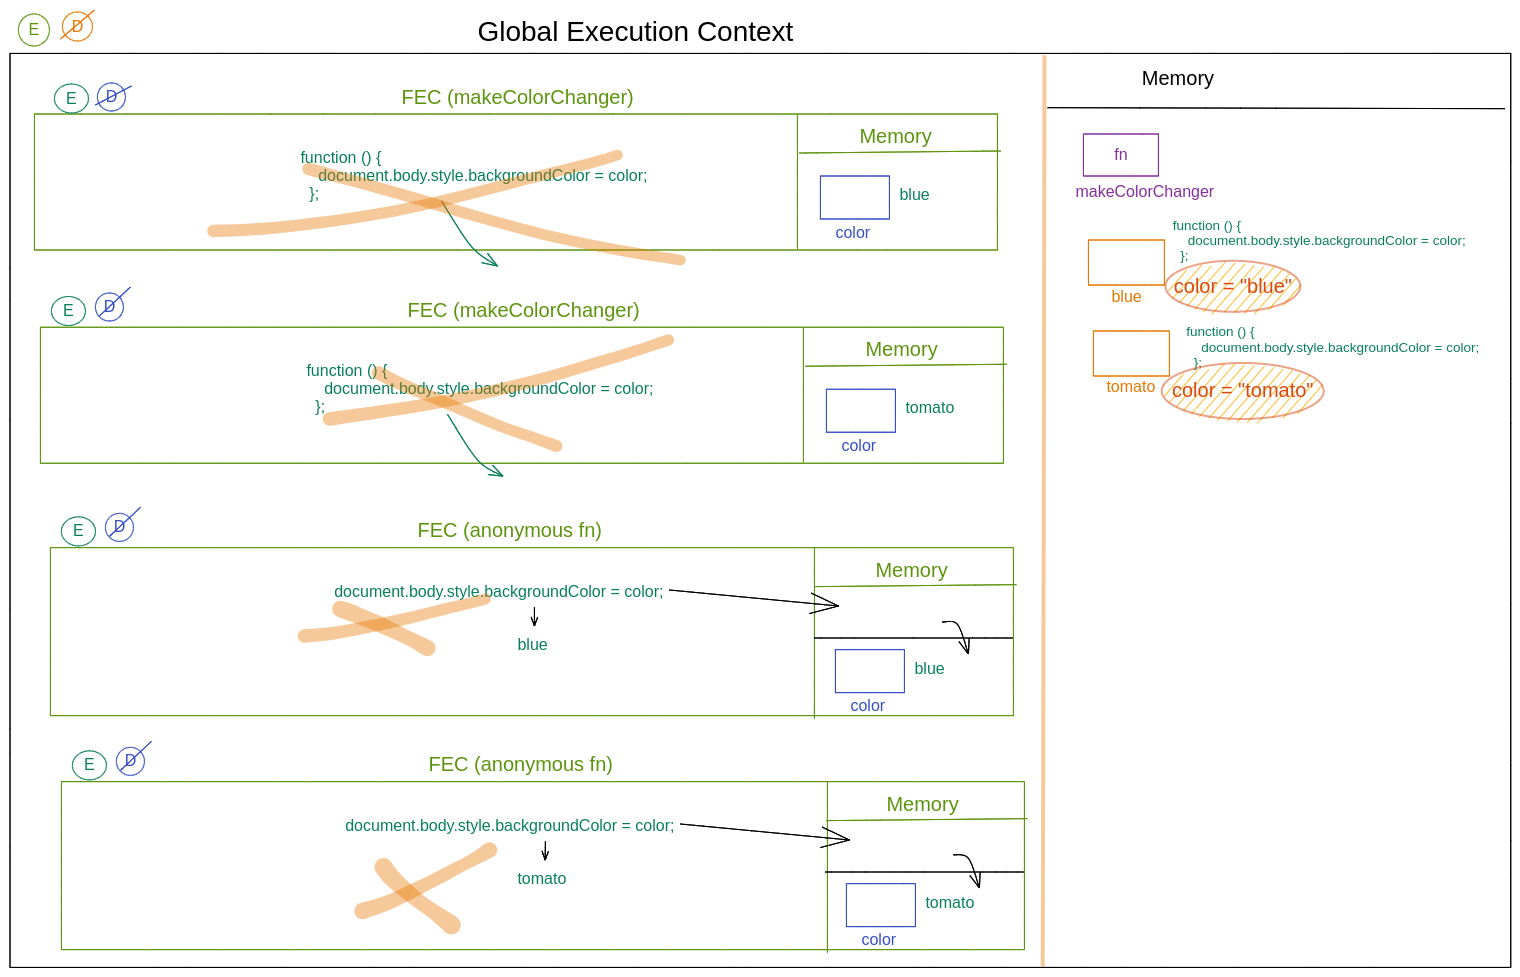 E D
Global Execution Context
E D
FEC (makeColorChanger)
Memory
function () {
document.body.style.backgroundColor = color;
};
blue
color
E D
FEC (makeColorChanger)
Memory
function () {
document.body.style.backgroundColor = color;
};
tomato
color
E D
FEC (anonymous fn)
Memory
document.body.style.backgroundColor = color;
blue
blue
color
E D
FEC (anonymous fn)
Memory
document.body.style.backgroundColor = color;
tomato
tomato
color
Memory
fn
makeColorChanger
function () {
document.body.style.backgroundColor = color;
};
blue
color = "blue"
function () {
document.body.style.backgroundColor = color;
};
tomato
color = "tomato"